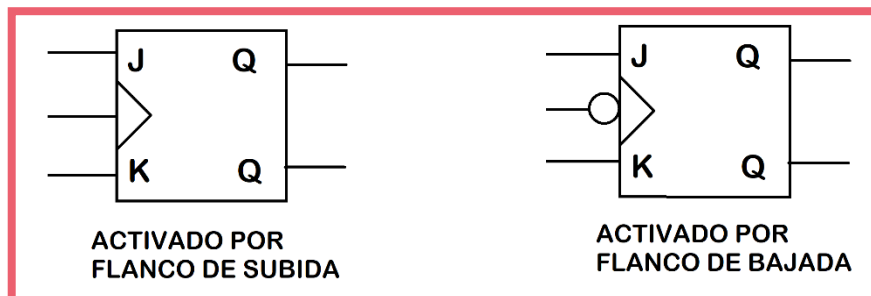 J Q
K Q
ACTIVADO POR
FLANCO DE SUBIDA
J Q
K Q
ACTIVADO POR
FLANCO DE BAJADA